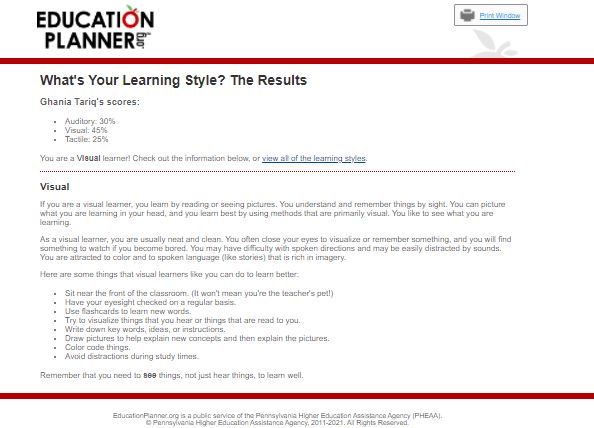 EDUCATION
PLANNER.org
Print Window
What's Your Learning Style? The Results
Ghania Tariq's scores:
Auditory: 30%
Visual: 45%
Tactile: 25%
You are a Visual learner! Check out the information below, or view all of the learning styles.
Visual
If you are a visual learner, you learn by reading or seeing pictures. You understand and remember things by sight. You can picture
what you are learning in your head, and you learn best by using methods that are primarily visual. You like to see what you are
learning.
As a visual learner, you are usually neat and clean. You often close your eyes to visualize or remember something, and you will find
something to watch if you become bored. You may have difficulty with spoken directions and may be easily distracted by sounds.
You are attracted to color and to spoken language (like stories) that is rich in imagery.
Here are some things that visual learners like you can do to learn better:
Sit near the front of the classroom. (It won't mean you're the teacher's pet!)
Have your eyesight checked on a regular basis.
Use flashcards to learn new words.
Try to visualize things that you hear or things that are read to you.
Write down key words, ideas, or instructions.
Draw pictures to help explain new concepts and then explain the pictures.
Color code things.
Avoid distractions during study times.
Remember that you need to see things, not just hear things, to learn well.
EducationPlanner.org is a public service of the Pennsylvania Higher Education Assistance Agency (PHEAA).
© Pennsylvania Higher Education Assistance Agency, 2011-2021. All Rights Reserved.